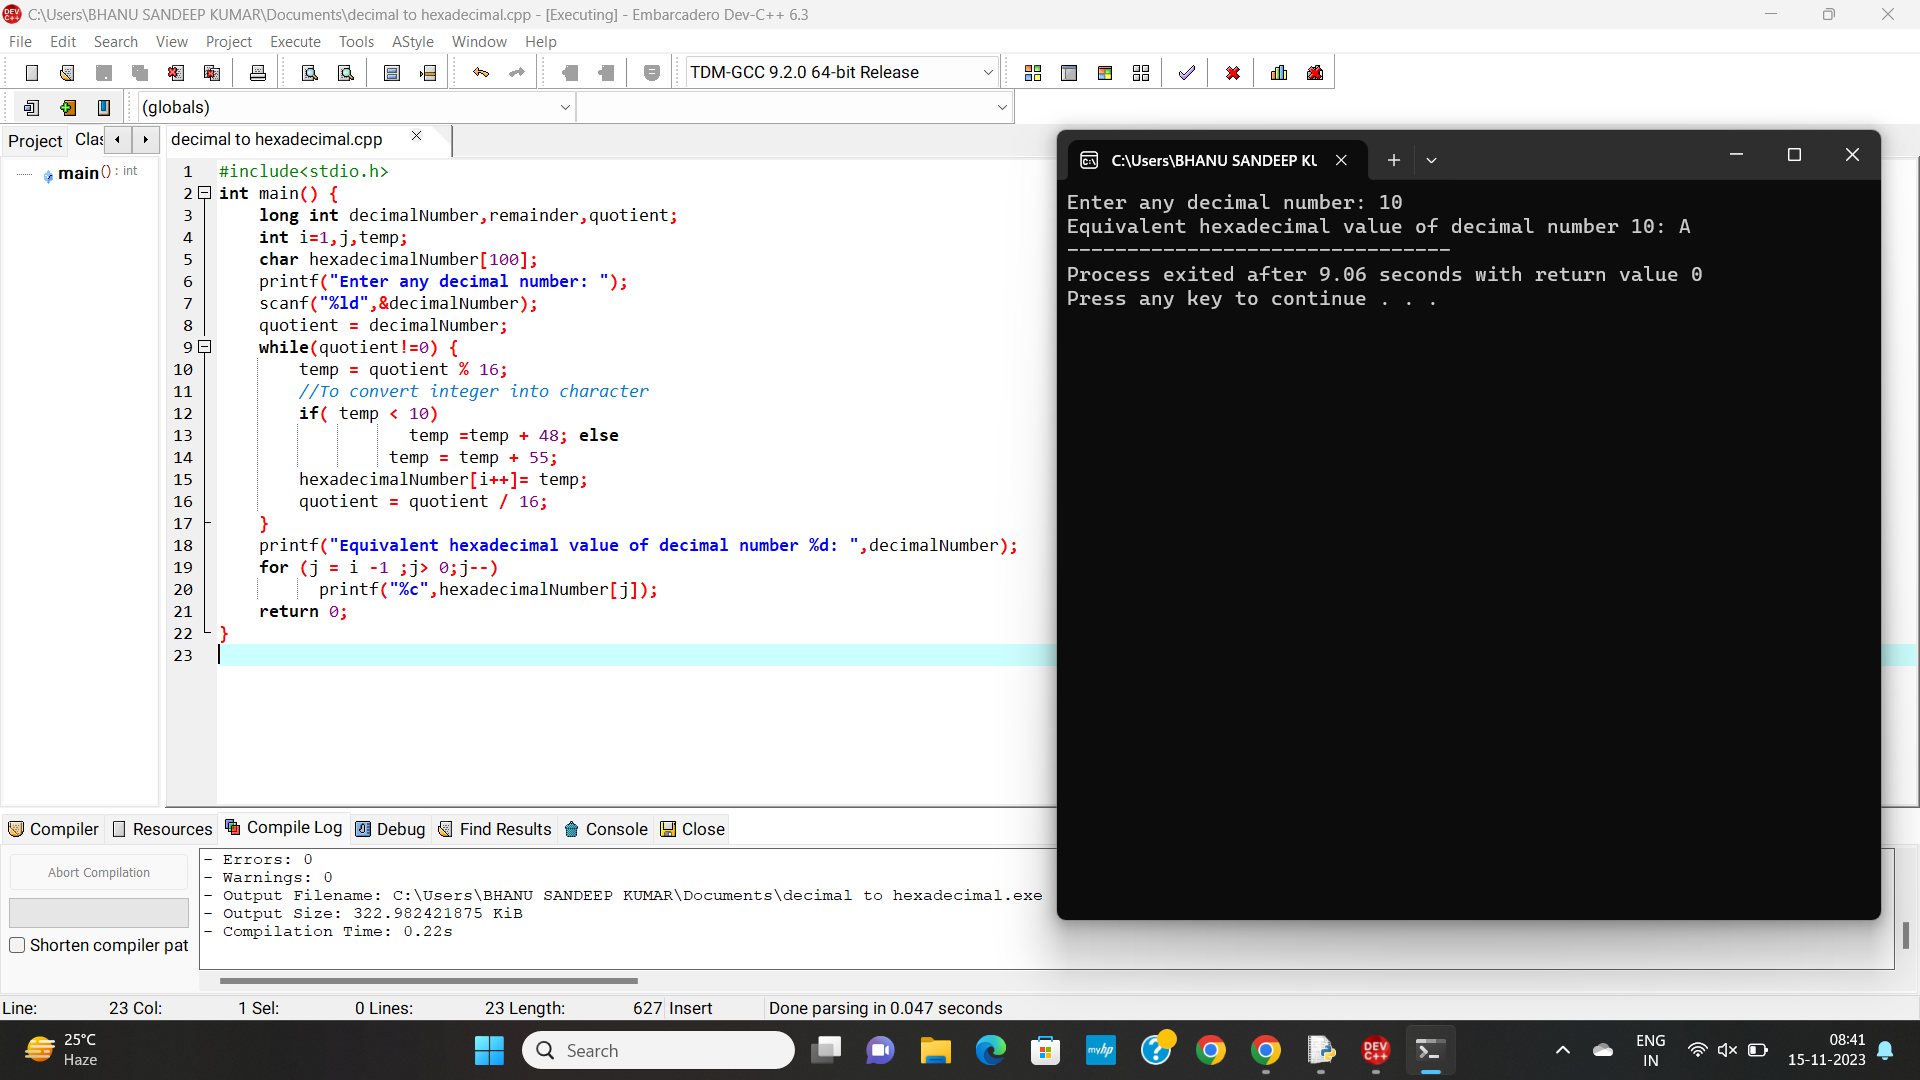 C:\Users\BHANU SANDEEP KUMAR\Documents\decimal to hexadecimal.cpp - [Executing] - Embarcadero Dev-C++ 6.3
File Edit Search View Project Execute Tools AStyle Window Help
TDM-GCC 9.2.0 64-bit Release
(globals)
Project Clas
decimal to hexadecimal.cpp
main() : int
1 #include<stdio.h>
2 int main() {
3 long int decimalNumber,remainder,quotient;
4 int i=1,j,temp;
5 char hexadecimalNumber[100];
6 printf("Enter any decimal number: ");
7 scanf("%ld",&decimalNumber);
8 quotient = decimalNumber;
9 while(quotient!=0) {
10 temp = quotient % 16;
11 //To convert integer into character
12 if( temp < 10)
13 temp =temp + 48; else
14 temp = temp + 55;
15 hexadecimalNumber[i++]= temp;
16 quotient = quotient / 16;
17 }
18 printf("Equivalent hexadecimal value of decimal number %d: ",decimalNumber);
19 for (j = i -1 ;j> 0;j--)
20 printf("%c",hexadecimalNumber[j]);
21 return 0;
22 }
23
C:\Users\BHANU SANDEEP KU
Enter any decimal number: 10
Equivalent hexadecimal value of decimal number 10: A
--------------------------------
Process exited after 9.06 seconds with return value 0
Press any key to continue . . .
Compiler Resources Compile Log Debug Find Results Console Close
Abort Compilation
Shorten compiler pat
- Errors: 0
- Warnings: 0
- Output Filename: C:\Users\BHANU SANDEEP KUMAR\Documents\decimal to hexadecimal.exe
- Output Size: 322.982421875 KiB
- Compilation Time: 0.22s
Line: 23 Col: 1 Sel: 0 Lines: 23 Length: 627 Insert Done parsing in 0.047 seconds
25°C
Haze
Search
myhp
DEV C++
ENG
IN
08:41
15-11-2023